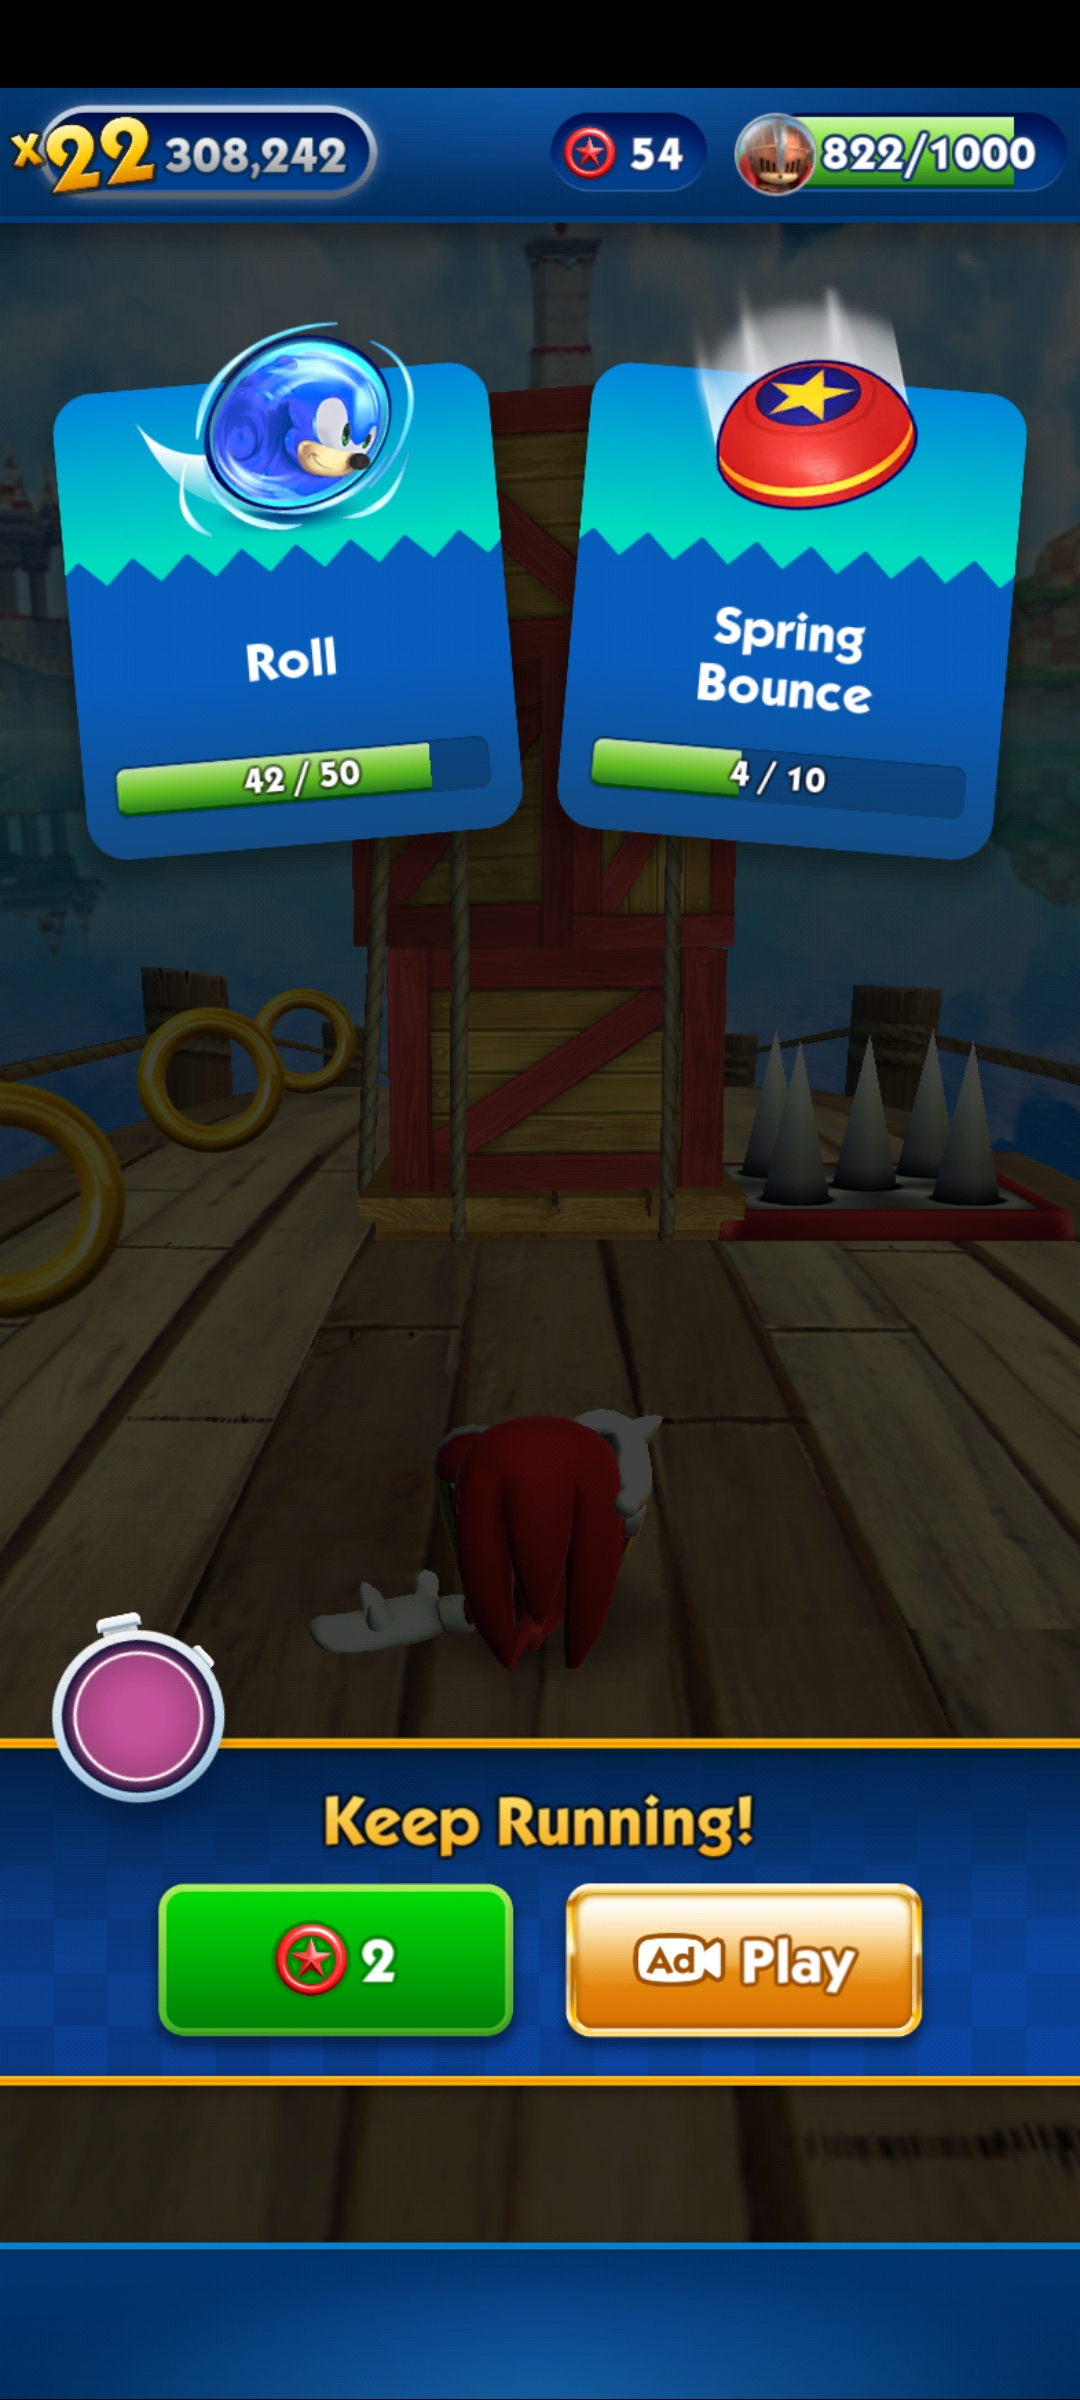 x22 308,242
54
822/1000
Roll
42 / 50
Spring
Bounce
4 / 10
Keep Running!
2
Ad Play